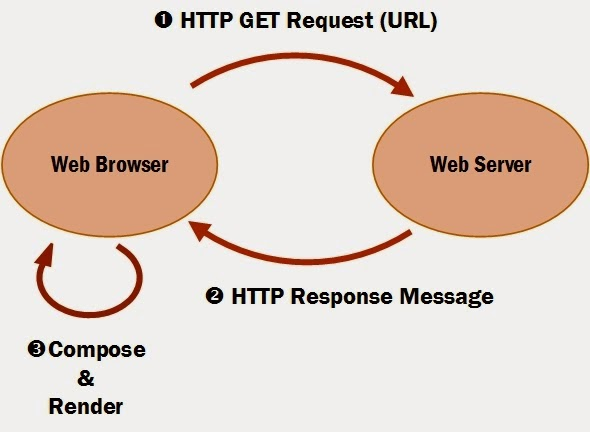 ❶ HTTP GET Request (URL)
Web Browser
Web Server
❷ HTTP Response Message
❸Compose
&
Render